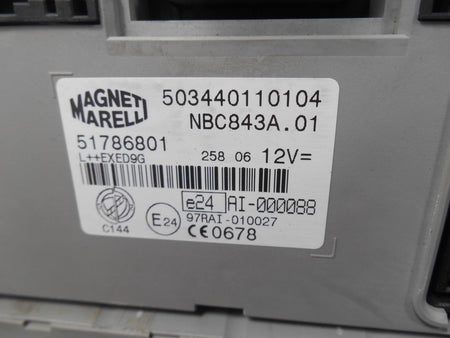 MAGNETI
MARELLI
503440110104
NBC843A.01
51786801
L++EXED9G
258 06 12V=
e24 AI-000088
97RAI-010027
E24
CE0678
C144